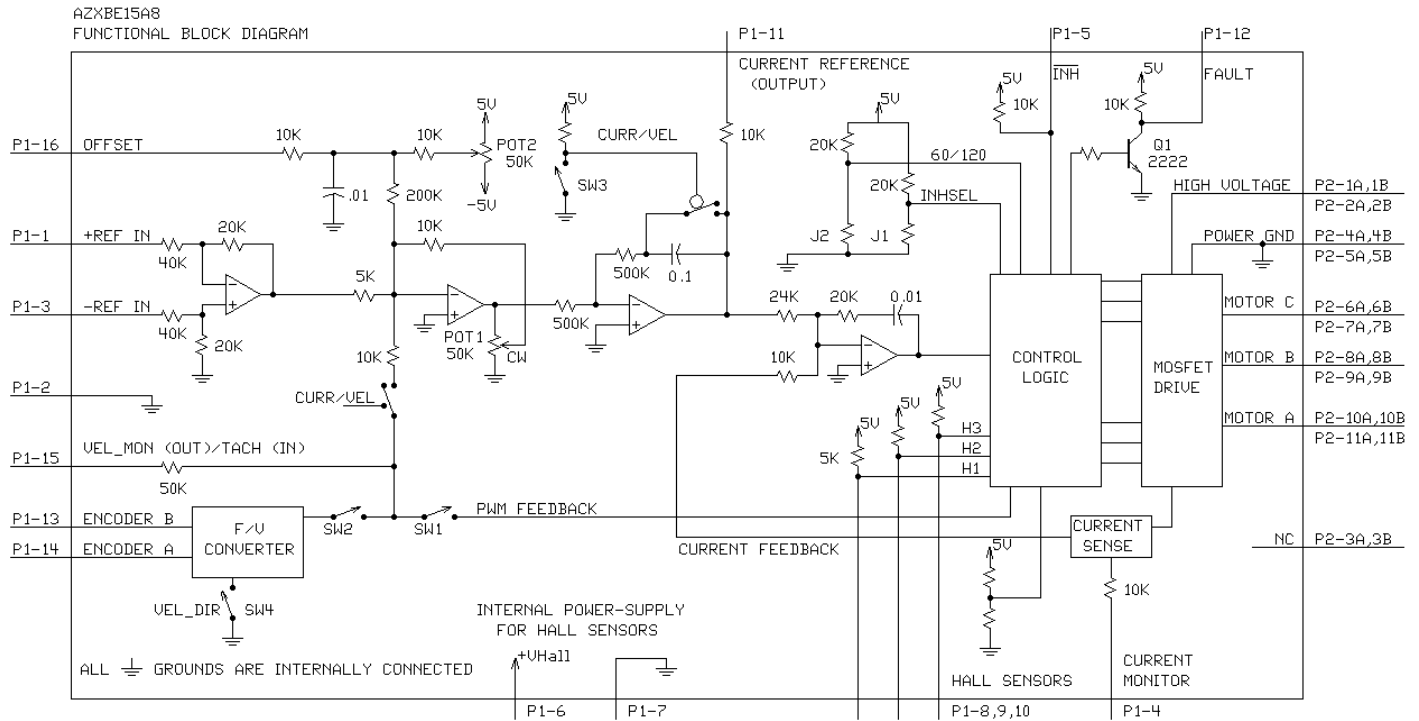 AZXBE15A8
FUNCTIONAL BLOCK DIAGRAM
P1-11
P1-5
P1-12
CURRENT REFERENCE
(OUTPUT)
INH
FAULT
5V
10K
5V
10K
Q1
2222
P1-16
OFFSET
10K
10K
5V
POT2
50K
-5V
.01
200K
5V
CURR/VEL
SW3
10K
5V
20K
60/120
20K
INHSEL
J2
J1
HIGH VOLTAGE
P2-1A,1B
P2-2A,2B
POWER GND
P2-4A,4B
P2-5A,5B
P1-1
+REF IN
40K
20K
10K
500K
0.1
P1-3
-REF IN
40K
20K
5K
POT1
50K
CW
500K
24K
20K
0.01
10K
CONTROL
LOGIC
MOSFET
DRIVE
MOTOR C
P2-6A,6B
P2-7A,7B
MOTOR B
P2-8A,8B
P2-9A,9B
MOTOR A
P2-10A,10B
P2-11A,11B
10K
P1-2
CURR/VEL
5V
5V
5V
5K
H3
H2
H1
P1-15
VEL_MON (OUT)/TACH (IN)
50K
P1-13
ENCODER B
P1-14
ENCODER A
F/V
CONVERTER
SW2
SW1
PWM FEEDBACK
CURRENT FEEDBACK
CURRENT
SENSE
NC
P2-3A,3B
5V
10K
VEL_DIR
SW4
INTERNAL POWER-SUPPLY
FOR HALL SENSORS
+VHall
ALL GROUNDS ARE INTERNALLY CONNECTED
HALL SENSORS
CURRENT
MONITOR
P1-6
P1-7
P1-8,9,10
P1-4